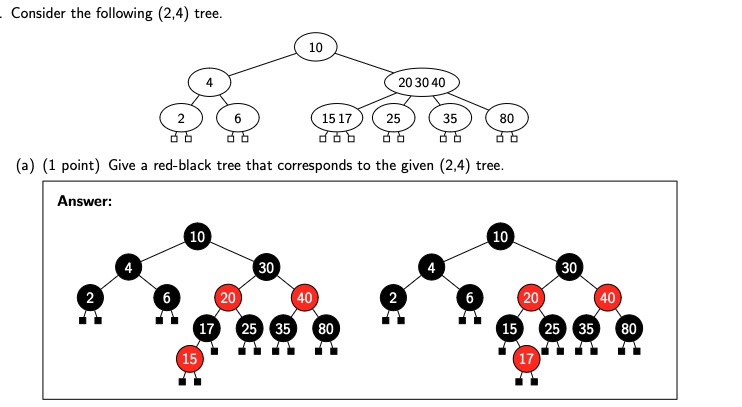 . Consider the following (2,4) tree.
10
4 20 30 40
2 6 15 17 25 35 80
(a) (1 point) Give a red-black tree that corresponds to the given (2,4) tree.
Answer:
10 10
4 30 4 30
2 6 20 40 2 6 20 40
17 25 35 80 15 25 35 80
15 17